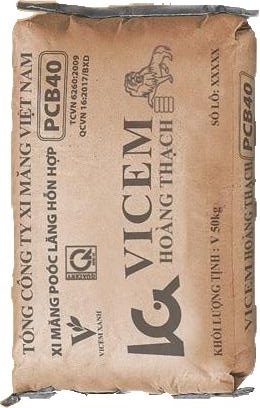 TỔNG CÔNG TY XI MĂNG VIỆT NAM
XI MĂNG POÓC LĂNG HỖN HỢP
PCB40
TCVN 6260:2009
QCVN 16:2017/BXD
QUACERT
VICEM XANH
VICEM
HOÀNG THẠCH
KHỐI LƯỢNG TỊNH : V 50kg
SỐ LÔ: XXXXX
VICEM HOÀNG THẠCH
PCB40